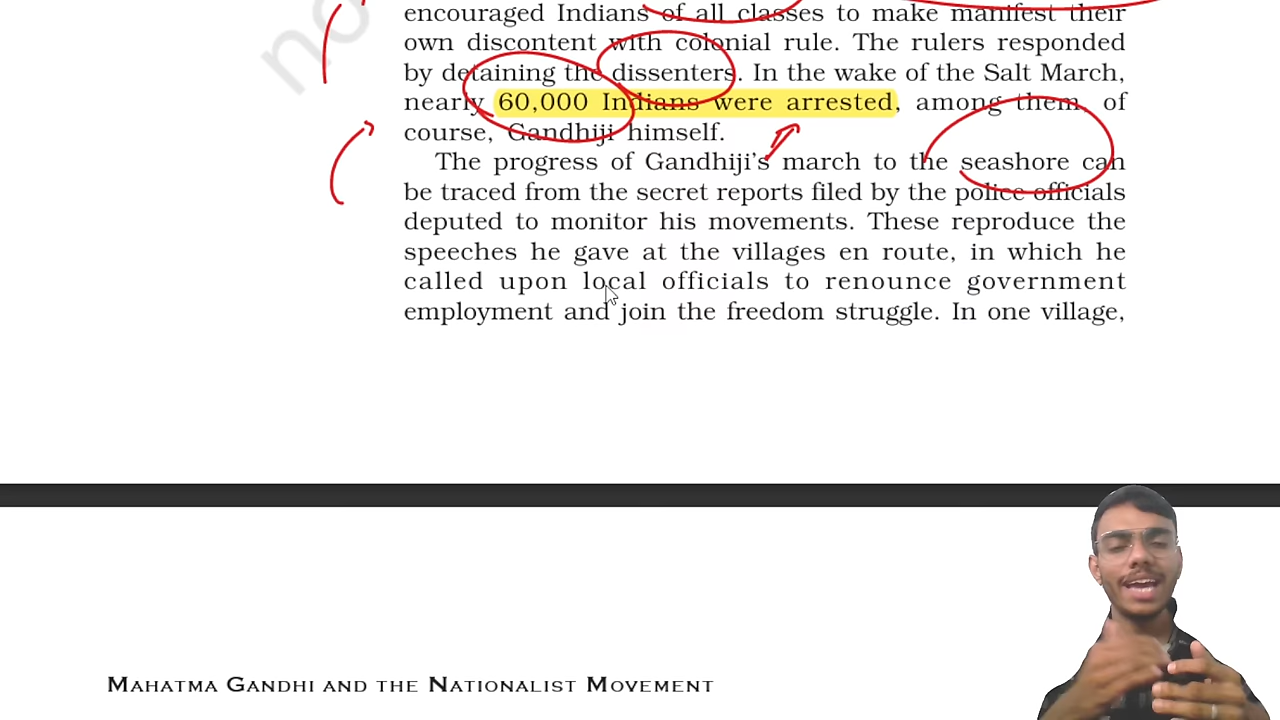 no
encouraged Indians of all classes to make manifest their
own discontent with colonial rule. The rulers responded
by detaining the dissenters. In the wake of the Salt March,
nearly 60,000 Indians were arrested, among them, of
course, Gandhiji himself.
The progress of Gandhiji's march to the seashore can
be traced from the secret reports filed by the police officials
deputed to monitor his movements. These reproduce the
speeches he gave at the villages en route, in which he
called upon local officials to renounce government
employment and join the freedom struggle. In one village,
MAHATMA GANDHI AND THE NATIONALIST MOVEMENT